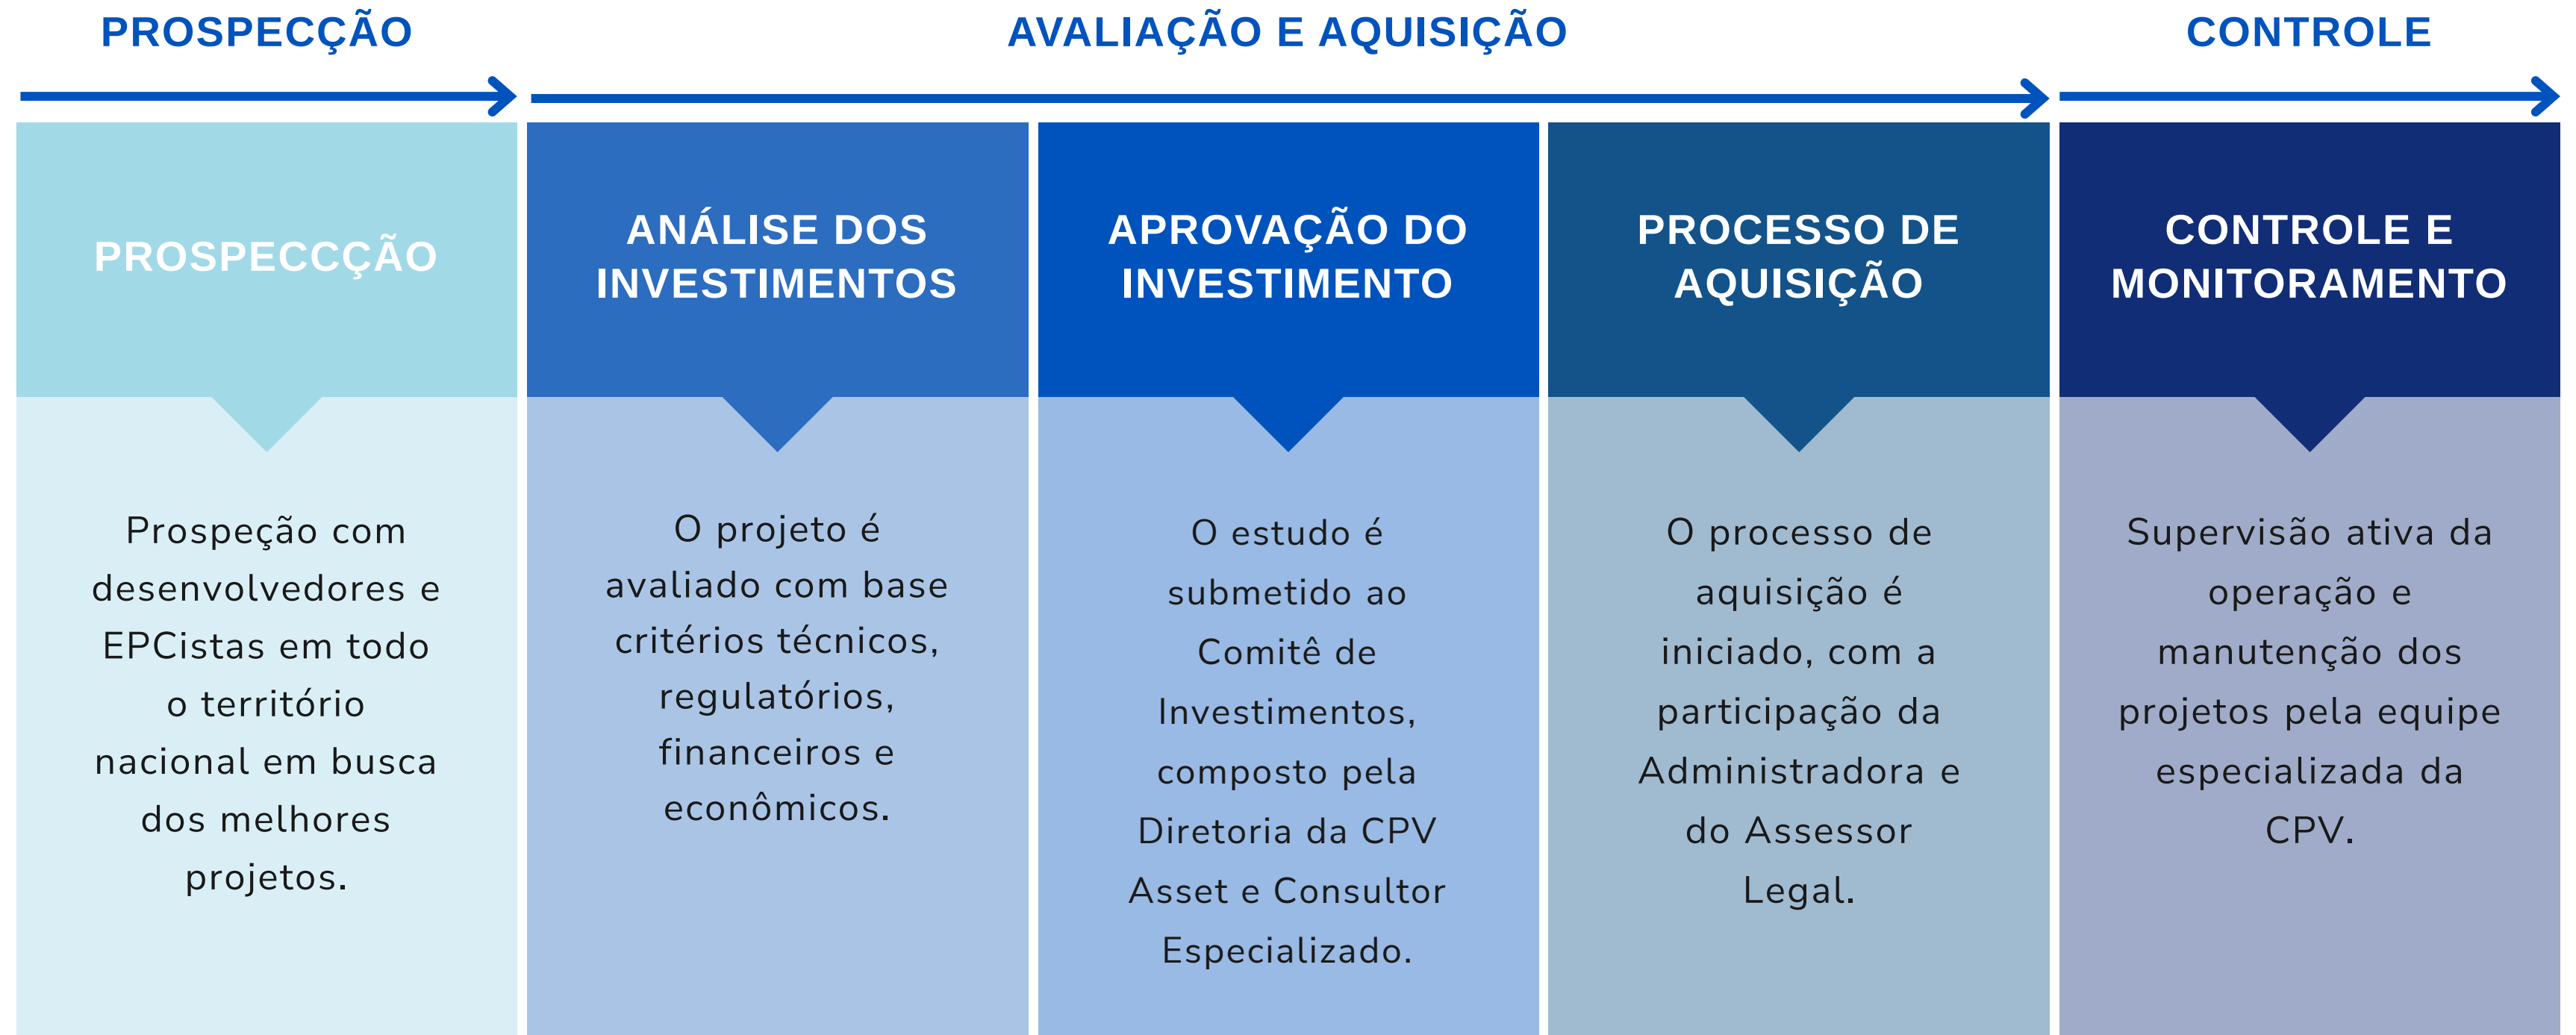 PROSPECÇÃO
AVALIAÇÃO E AQUISIÇÃO
CONTROLE
PROSPECCÇÃO
Prospeção com
desenvolvedores e
EPCistas em todo
o território
nacional em busca
dos melhores
projetos.
ANÁLISE DOS
INVESTIMENTOS
O projeto é
avaliado com base
critérios técnicos,
regulatórios,
financeiros e
econômicos.
APROVAÇÃO DO
INVESTIMENTO
O estudo é
submetido ao
Comitê de
Investimentos,
composto pela
Diretoria da CPV
Asset e Consultor
Especializado.
PROCESSO DE
AQUISIÇÃO
O processo de
aquisição é
iniciado, com a
participação da
Administradora e
do Assessor
Legal.
CONTROLE E
MONITORAMENTO
Supervisão ativa da
operação e
manutenção dos
projetos pela equipe
especializada da
CPV.